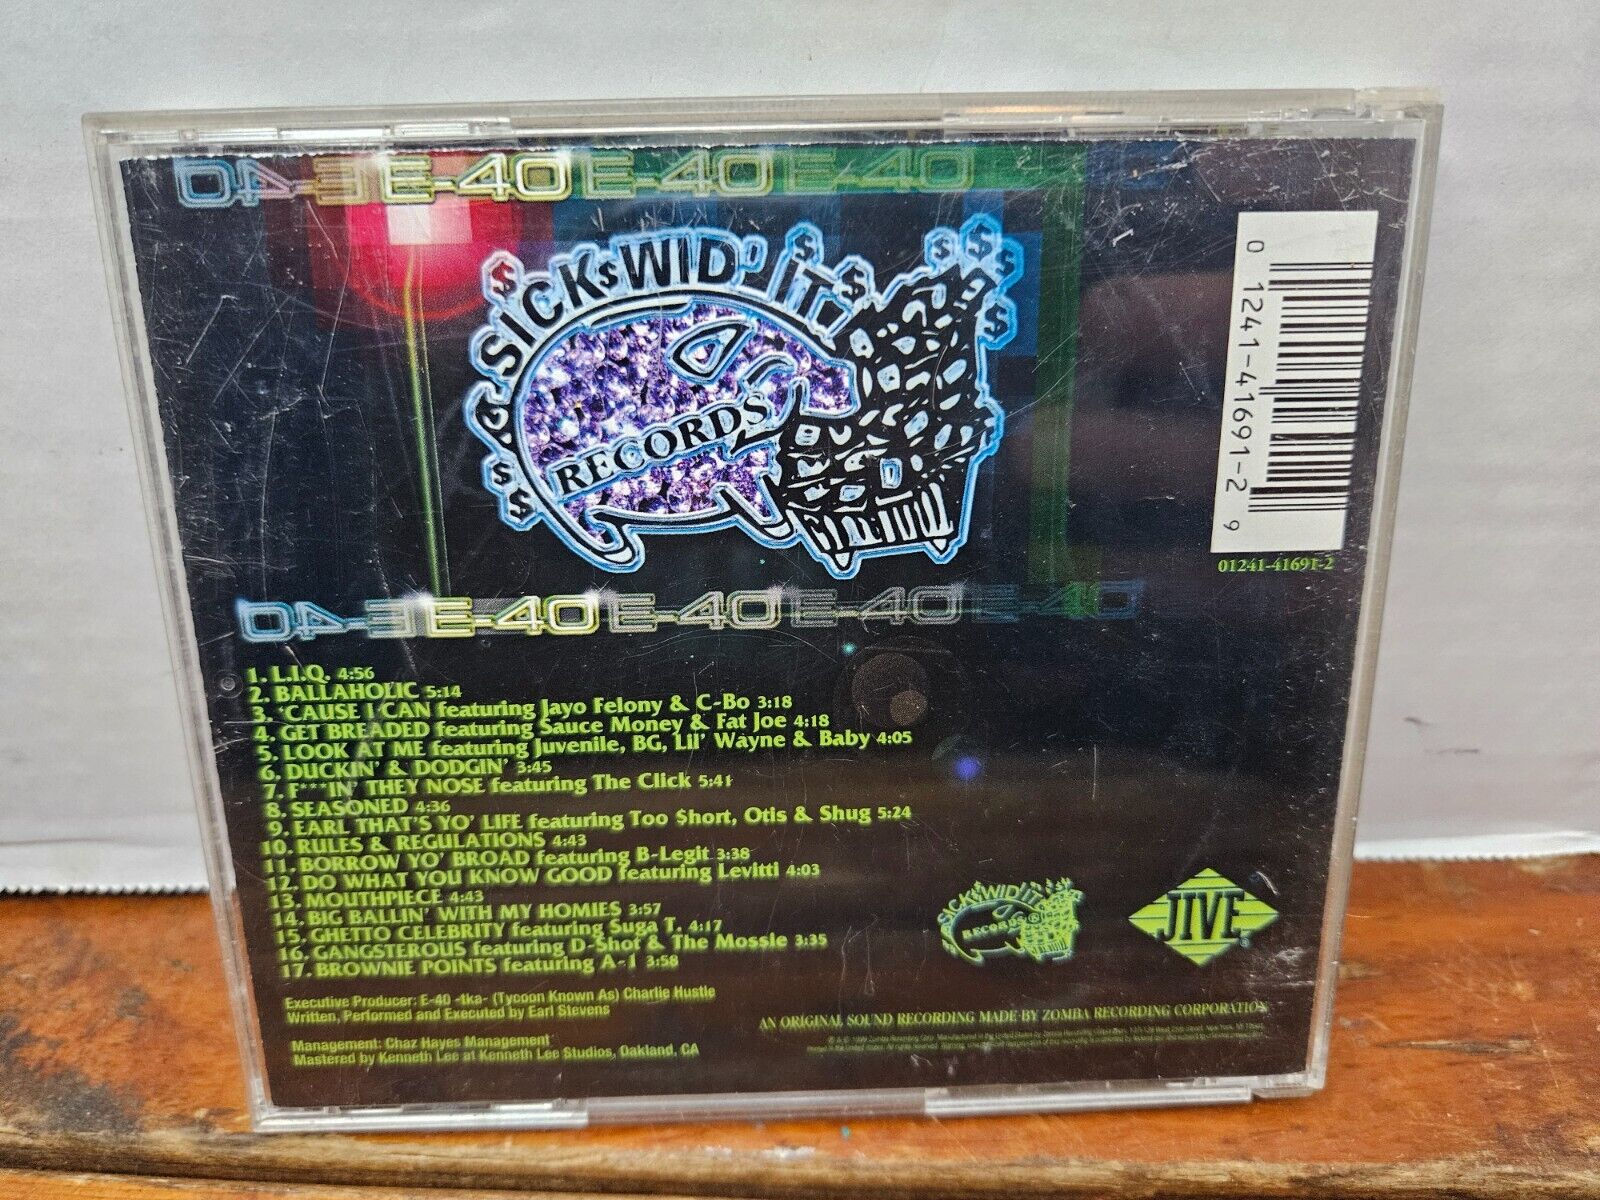 E-40 E-40 E-40 E-40
$ICK$WID' IT
RECORDS
0 1241-41691-2 9
01241-41691-2
E-40 E-40 E-40 E-40 E-40
1. L.I.Q. 4:56
2. BALLAHOLIC 5:14
3. 'CAUSE I CAN featuring Jayo Felony & C-Bo 3:18
4. GET BREADED featuring Sauce Money & Fat Joe 4:18
5. LOOK AT ME featuring Juvenile, BG, Lil' Wayne & Baby 4:05
6. DUCKIN' & DODGIN' 3:45
7. F***IN' THEY NOSE featuring The Click 5:41
8. SEASONED 4:36
9. EARL THAT'S YO' LIFE featuring Too $hort, Otis & Shug 5:24
10. RULES & REGULATIONS 4:43
11. BORROW YO' BROAD featuring B-Legit 3:38
12. DO WHAT YOU KNOW GOOD featuring Levitti 4:03
13. MOUTHPIECE 4:43
14. BIG BALLIN' WITH MY HOMIES 3:57
15. GHETTO CELEBRITY featuring Suga T. 4:17
16. GANGSTEROUS featuring D-Shot & The Mossie 3:35
17. BROWNIE POINTS featuring A-1 3:58
SICK WID IT
RECORDS
JIVE
Executive Producer: E-40 -tka- (Tycoon Known As) Charlie Hustle
Written, Performed and Executed by Earl Stevens
Management: Chaz Hayes Management
Mastered by Kenneth Lee at Kenneth Lee Studios, Oakland, CA
AN ORIGINAL SOUND RECORDING MADE BY ZOMBA RECORDING CORPORATION